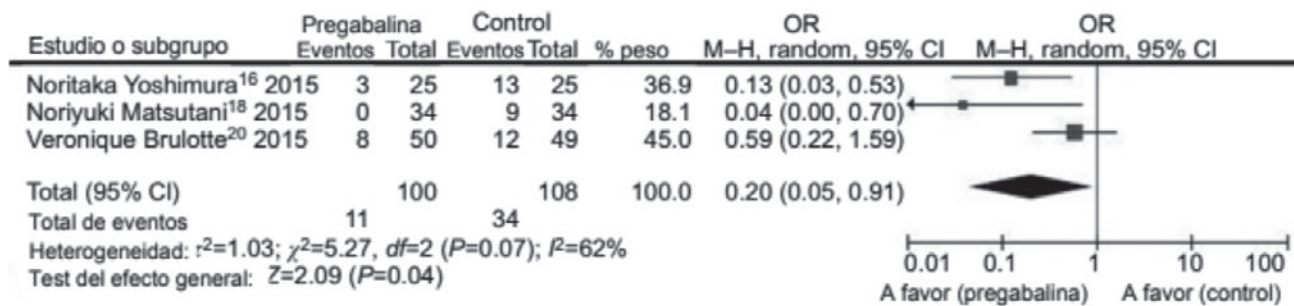 Pregabalina Control OR OR
Estudio o subgrupo Eventos Total Eventos Total % peso M–H, random, 95% CI M–H, random, 95% CI
Noritaka Yoshimura16 2015 3 25 13 25 36.9 0.13 (0.03, 0.53)
Noriyuki Matsutani18 2015 0 34 9 34 18.1 0.04 (0.00, 0.70)
Veronique Brulotte20 2015 8 50 12 49 45.0 0.59 (0.22, 1.59)
Total (95% CI) 100 108 100.0 0.20 (0.05, 0.91)
Total de eventos 11 34
Heterogeneidad: τ2=1.03; χ2=5.27, df=2 (P=0.07); I2=62%
Test del efecto general: Z=2.09 (P=0.04)
0.01 0.1 1 10 100
A favor (pregabalina) A favor (control)